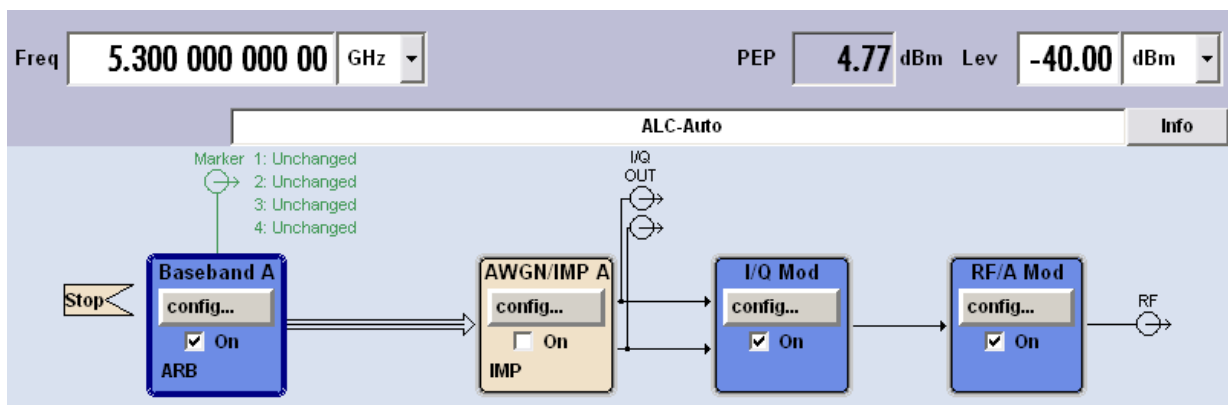 Freq 5.300 000 000 00 GHz PEP 4.77 dBm Lev -40.00 dBm
ALC-Auto Info
Marker 1: Unchanged
2: Unchanged
3: Unchanged
4: Unchanged
I/Q
OUT
Baseband A AWGN/IMP A I/Q Mod RF/A Mod
Stop config... config... config... config... RF
On On On On
ARB IMP